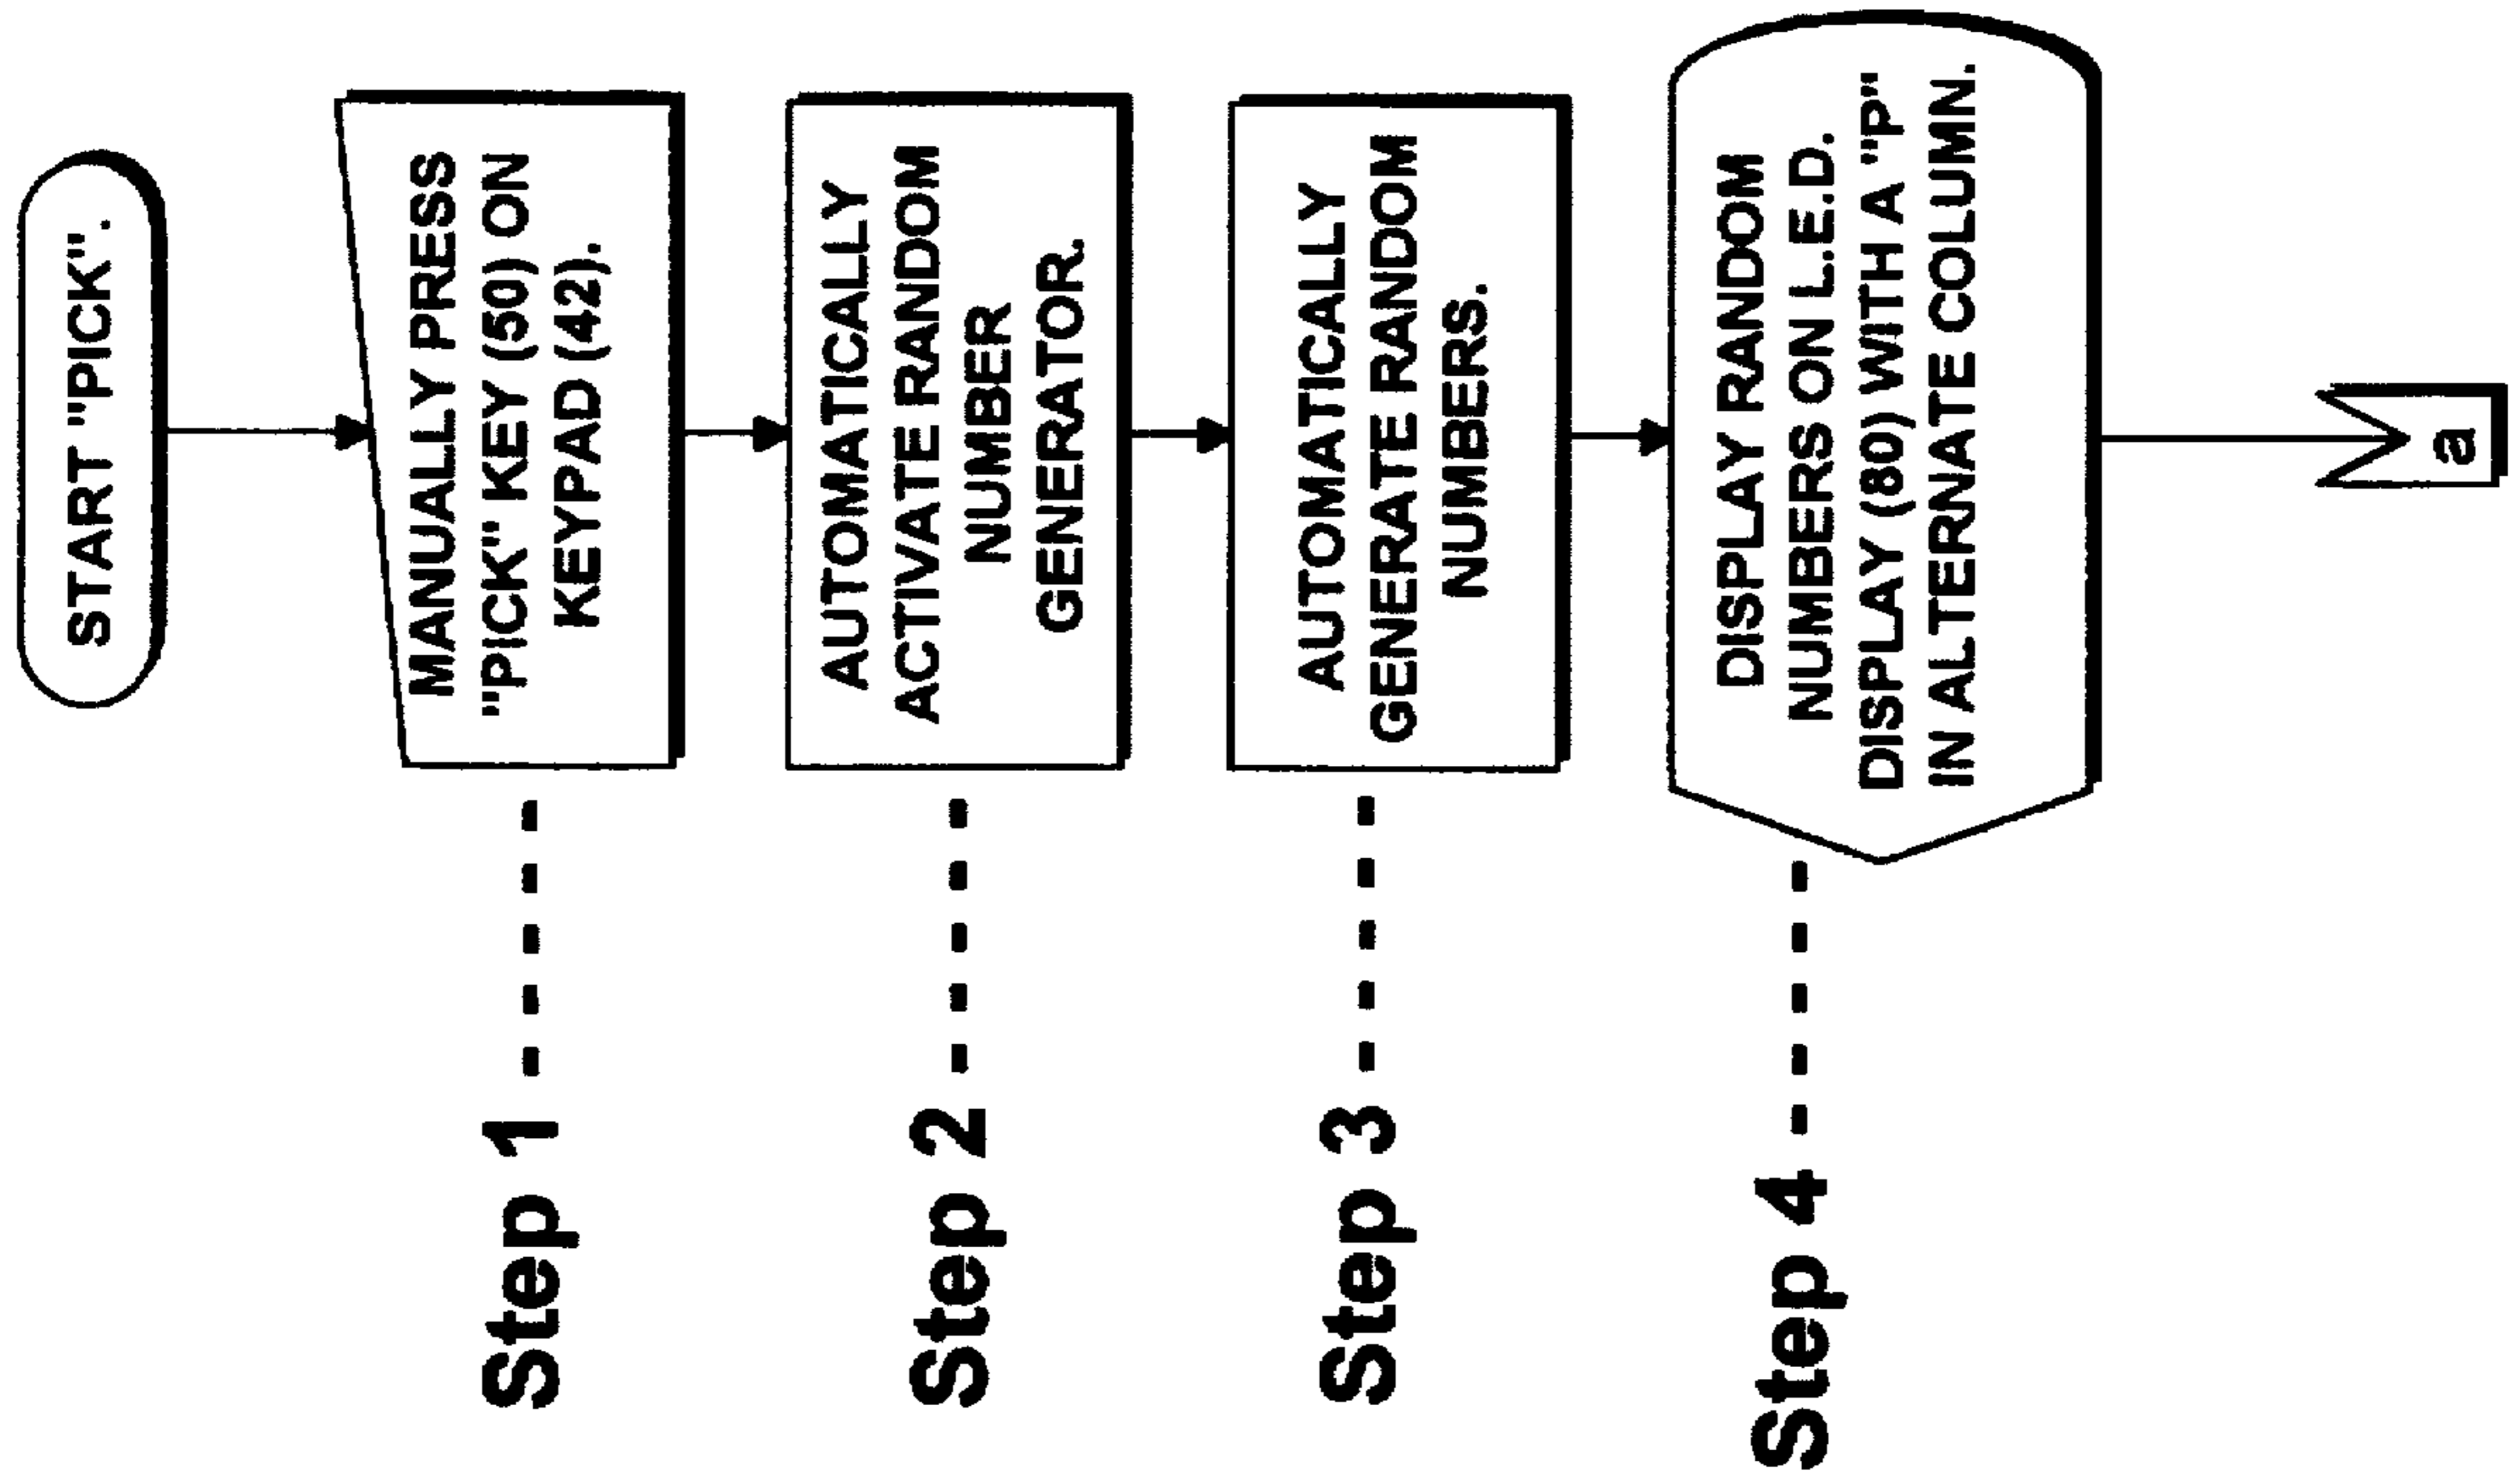 START "PICK".
MANUALLY PRESS
"PICK" KEY (50) ON
KEYPAD (42).
Step 1
AUTOMATICALLY
ACTIVATE RANDOM
NUMBER
GENERATOR.
Step 2
AUTOMATICALLY
GENERATE RANDOM
NUMBERS.
Step 3
DISPLAY RANDOM
NUMBERS ON L.E.D.
DISPLAY (80) WITH A "P"
IN ALTERNATE COLUMN.
Step 4
a